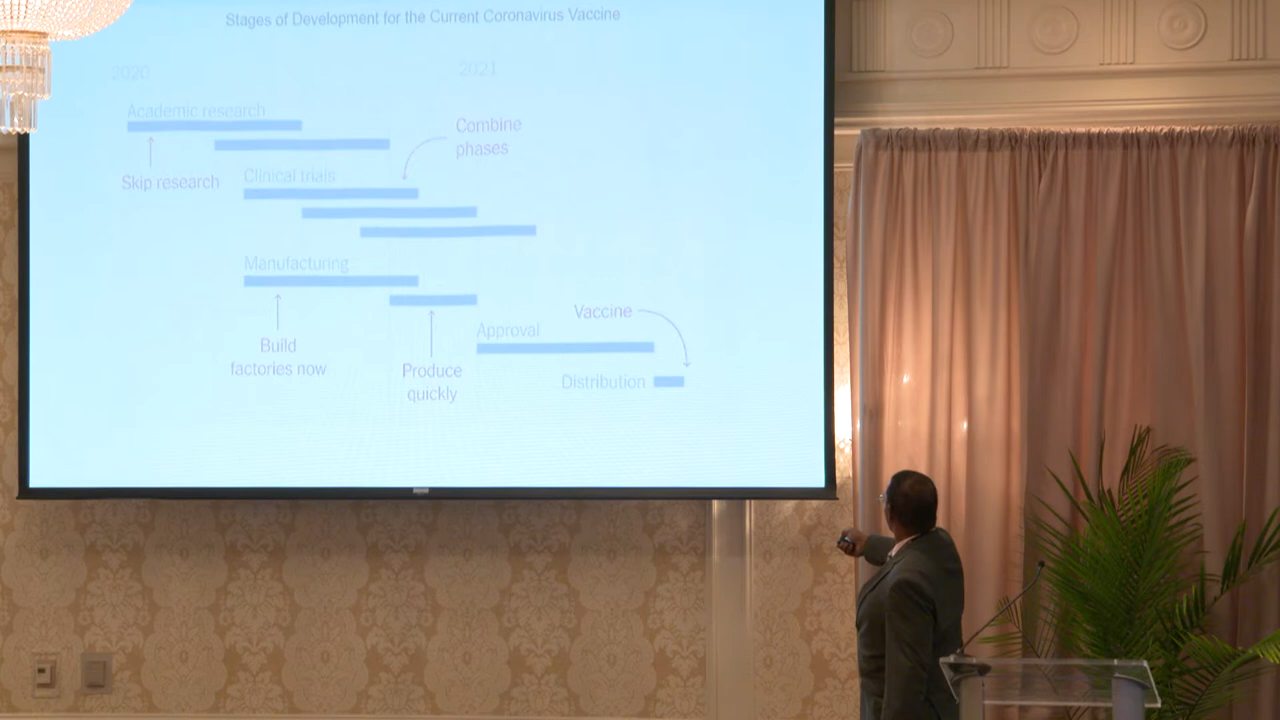 Stages of Development for the Current Coronavirus Vaccine
2020
2021
Academic research
Combine
phases
Skip research
Clinical trials
Manufacturing
Vaccine
Approval
Build
factories now
Produce
quickly
Distribution